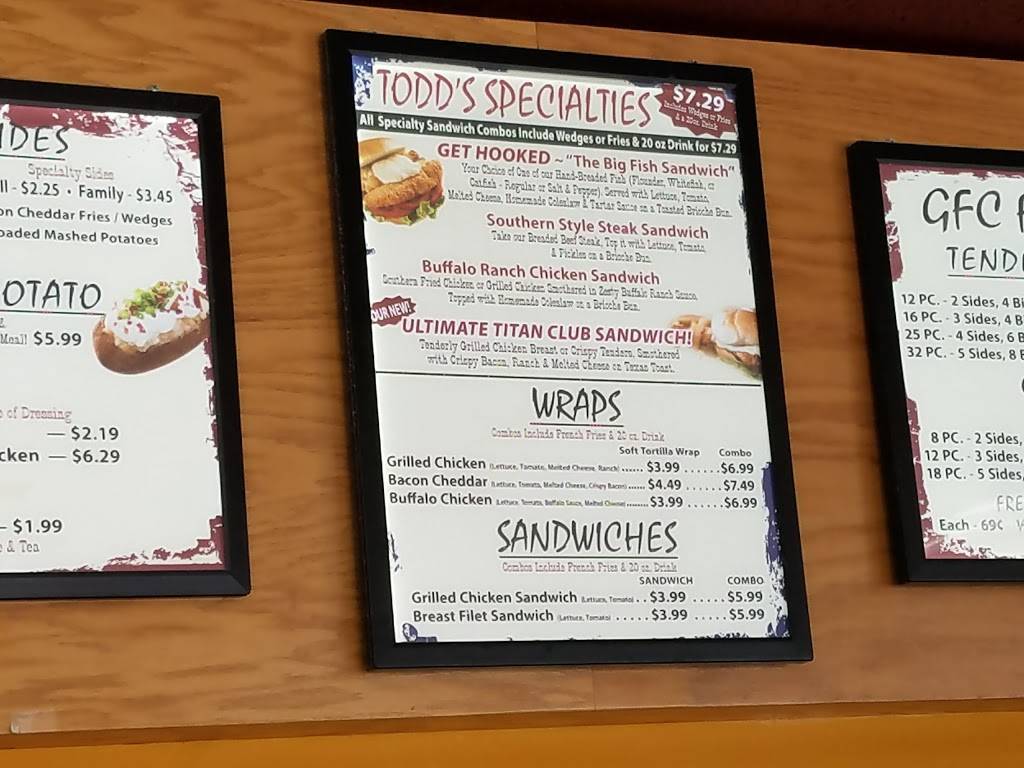 IDES
Specialty Sides
ll - $2.25 • Family - $3.45
on Cheddar Fries / Wedges
oaded Mashed Potatoes
OTATO
Meal! $5.99
of Dressing
— $2.19
cken — $6.29
– $1.99
& Tea
TODD'S SPECIALTIES
$7.29
Includes Wedges or Fries
& a 20oz. Drink
All Specialty Sandwich Combos Include Wedges or Fries & 20 oz Drink for $7.29
GET HOOKED ~ "The Big Fish Sandwich"
Your Choice of One of our Hand-Breaded Fish (Flounder, Whitefish, or
Catfish - Regular or Salt & Pepper), Served with Lettuce, Tomato,
Melted Cheese, Homemade Coleslaw & Tartar Sauce on a Toasted Brioche Bun.
Southern Style Steak Sandwich
Take our Breaded Beef Steak, Top it with Lettuce, Tomato,
& Pickles on a Brioche Bun.
Buffalo Ranch Chicken Sandwich
Southern Fried Chicken or Grilled Chicken Smothered in Zesty Buffalo Ranch Sauce,
Topped with Homemade Coleslaw on a Brioche Bun.
OUR NEW!
ULTIMATE TITAN CLUB SANDWICH!
Tenderly Grilled Chicken Breast or Crispy Tenders, Smothered
with Crispy Bacon, Ranch & Melted Cheese on Texas Toast.
WRAPS
Combos Include French Fries & 20 oz. Drink
Soft Tortilla Wrap Combo
Grilled Chicken (Lettuce, Tomato, Melted Cheese, Ranch) ...... $3.99 ......$6.99
Bacon Cheddar (Lettuce, Tomato, Melted Cheese, Crispy Bacon) ...... $4.49 ......$7.49
Buffalo Chicken (Lettuce, Tomato, Buffalo Sauce, Melted Cheese) ........ $3.99 ......$6.99
SANDWICHES
Combos Include French Fries & 20 oz. Drink
SANDWICH COMBO
Grilled Chicken Sandwich (Lettuce, Tomato) .. $3.99 .....$5.99
Breast Filet Sandwich (Lettuce, Tomato) ..... $3.99 .....$5.99
GFC
TENDE
12 PC. - 2 Sides, 4 B
16 PC. - 3 Sides, 4 B
25 PC. - 4 Sides, 6 B
32 PC. - 5 Sides, 8 B
8 PC. - 2 Sides,
12 PC. - 3 Sides,
18 PC. - 5 Sides,
FRE
Each - 69¢